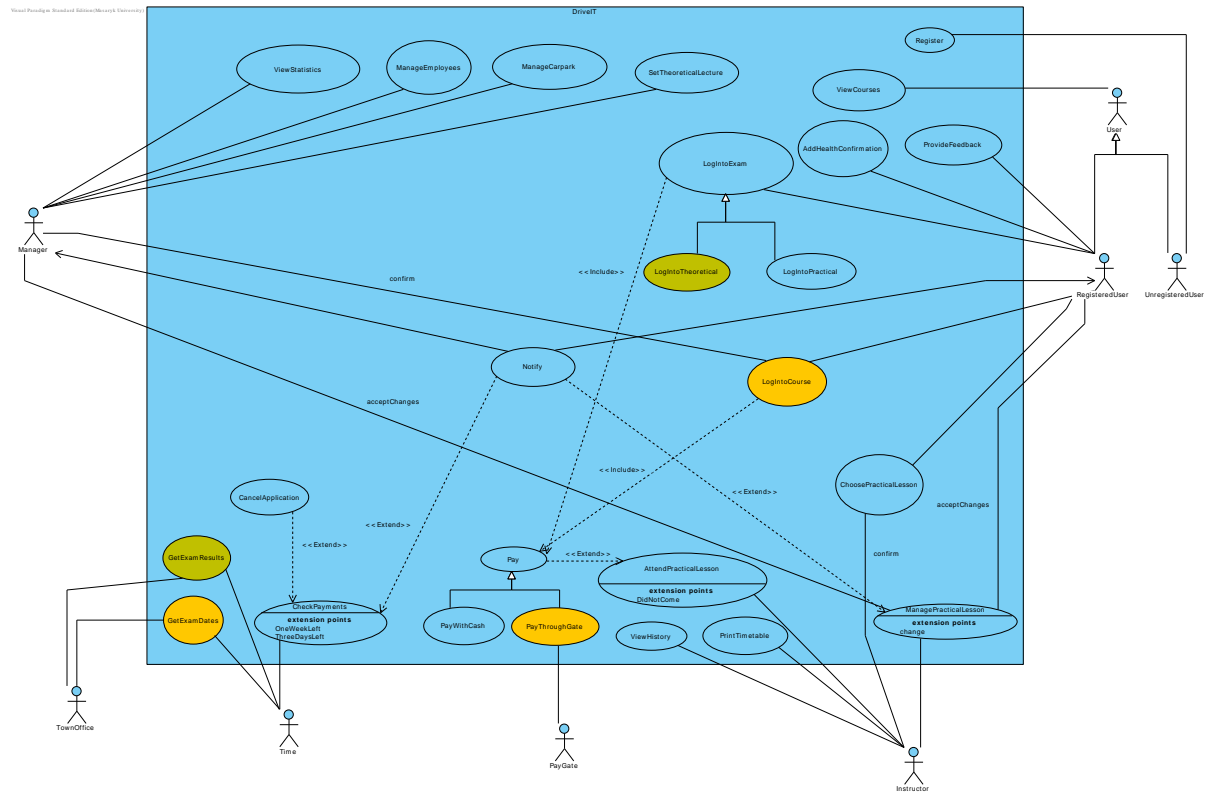 Visual Paradigm Standard Edition(Masaryk University)
DriveIT
Register
ViewStatistics
ManageEmployees
ManageCarpark
SetTheoreticalLecture
ViewCourses
User
LogIntoExam
AddHealthConfirmation
ProvideFeedback
Manager
<<Include>>
LogIntoTheoretical
LogIntoPractical
confirm
RegisteredUser
UnregisteredUser
Notify
LogIntoCourse
acceptChanges
<<Include>>
ChoosePracticalLesson
<<Extend>>
CancelApplication
acceptChanges
<<Extend>>
<<Extend>>
GetExamResults
Pay
<<Extend>>
confirm
AttendPracticalLesson
extension points
DidNotCome
CheckPayments
extension points
OneWeekLeft
ThreeDaysLeft
ManagePracticalLesson
extension points
change
GetExamDates
PayWithCash
PayThroughGate
ViewHistory
PrintTimetable
TownOffice
Time
PayGate
Instructor